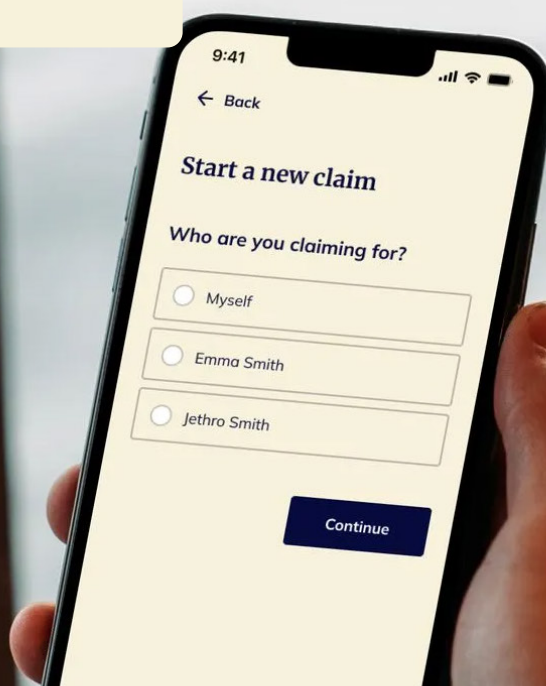 9:41
← Back
Start a new claim
Who are you claiming for?
Myself
Emma Smith
Jethro Smith
Continue